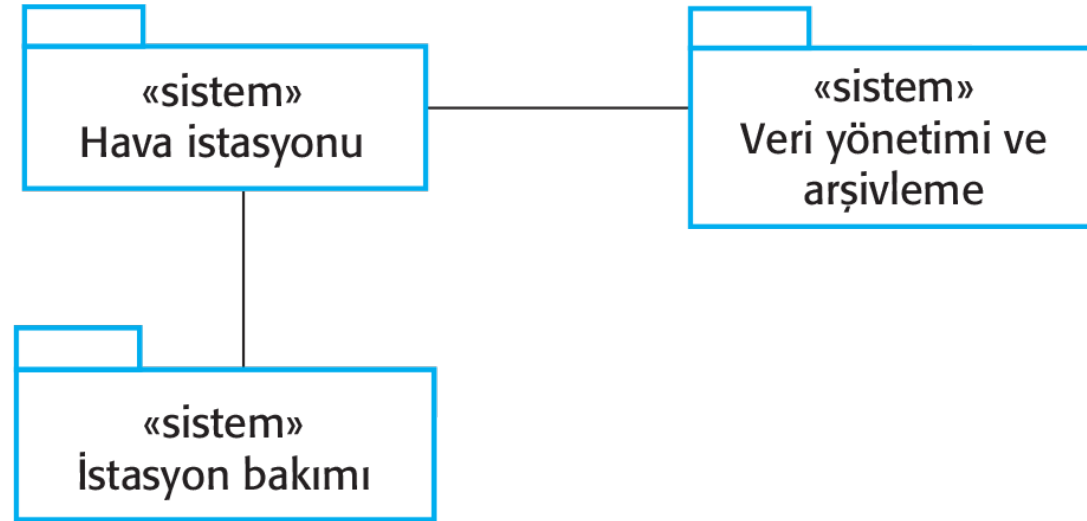 «sistem»
Hava istasyonu
«sistem»
Veri yönetimi ve
arşivleme
«sistem»
İstasyon bakımı